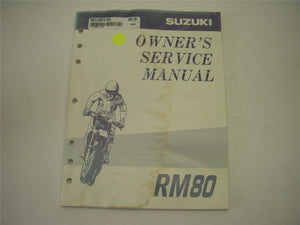 SUZUKI
OWNER'S
SERVICE
MANUAL
RM80